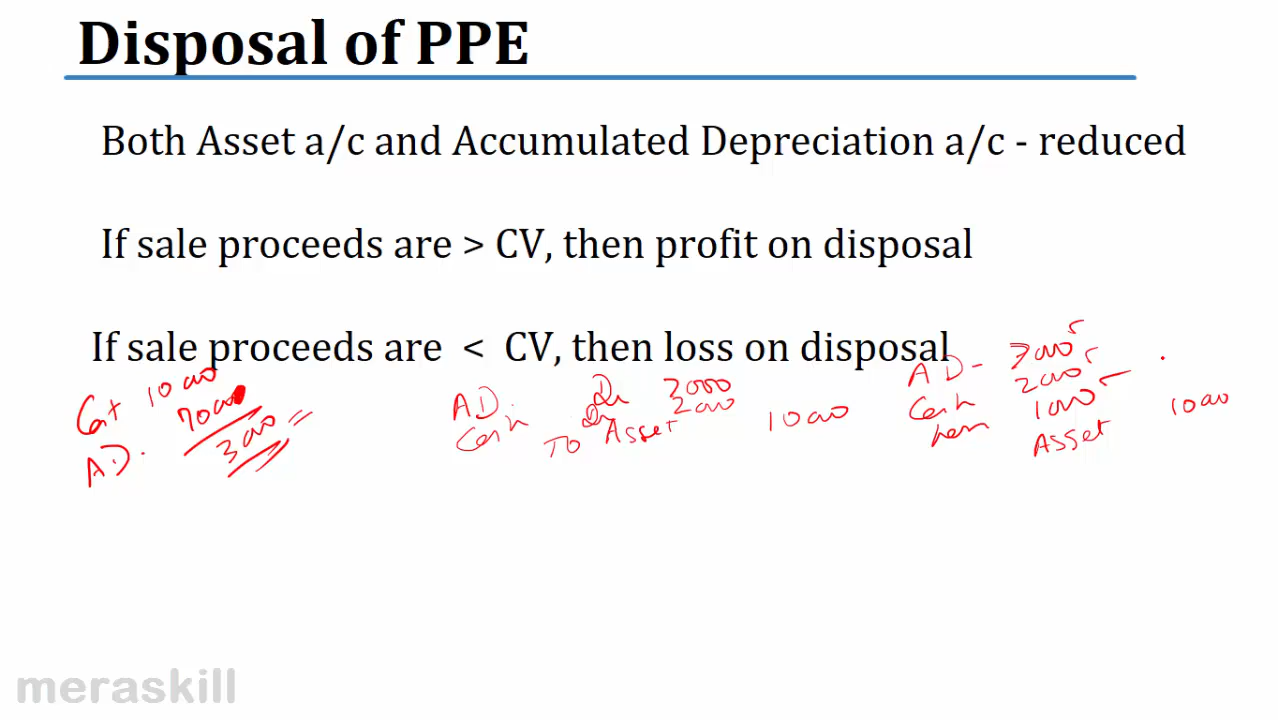 Disposal of PPE
Both Asset a/c and Accumulated Depreciation a/c - reduced
If sale proceeds are > CV, then profit on disposal
If sale proceeds are < CV, then loss on disposal
Cost 10000
A D. 7000
3000 =
A D. Dr 7000
Cash Dr 2000
To Asset 10000
A D - 7000
Cash 2000
1000
Asset 10000
meraskill